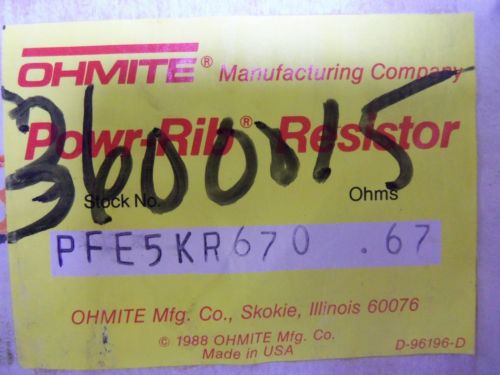 OHMITE® Manufacturing Company
3600015
Powr-Rib® Resistor
Stock No. Ohms
PFE5KR670 .67
OHMITE Mfg. Co., Skokie, Illinois 60076
© 1988 OHMITE Mfg. Co.
Made in USA D-96196-D